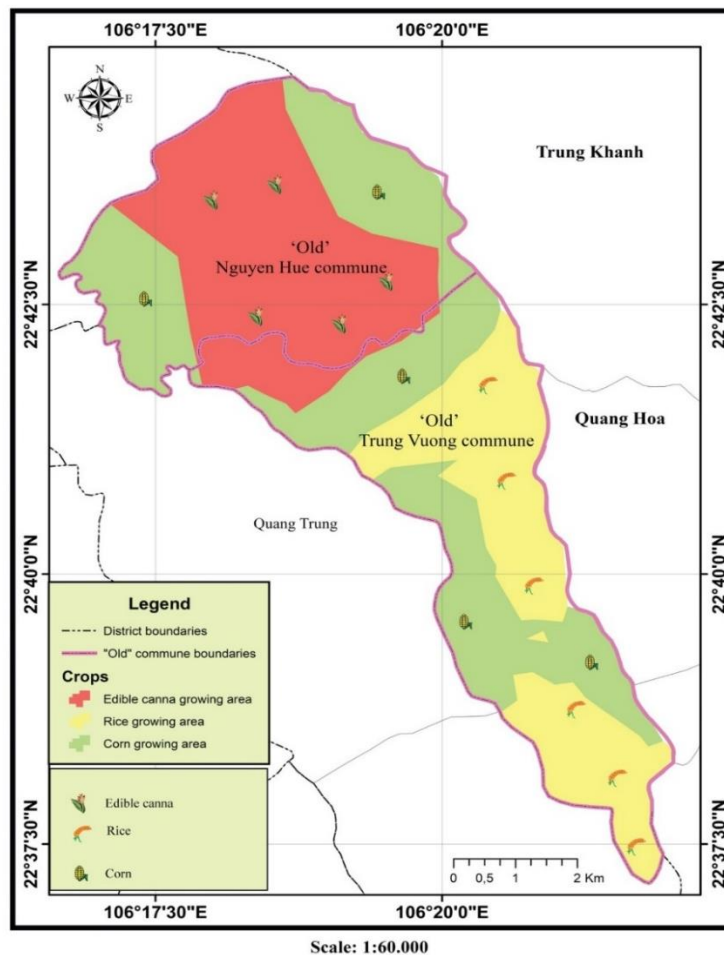 106°17'30"E 106°20'0"E
N
W E
S
Trung Khanh
'Old'
Nguyen Hue commune
22°42'30"N 22°42'30"N
'Old'
Trung Vuong commune
Quang Hoa
Quang Trung
22°40'0"N 22°40'0"N
Legend
District boundaries
"Old" commune boundaries
Crops
Edible canna growing area
Rice growing area
Corn growing area
Edible canna
Rice
Corn
22°37'30"N 22°37'30"N
0 0,5 1 2 Km
106°17'30"E 106°20'0"E
Scale: 1:60.000